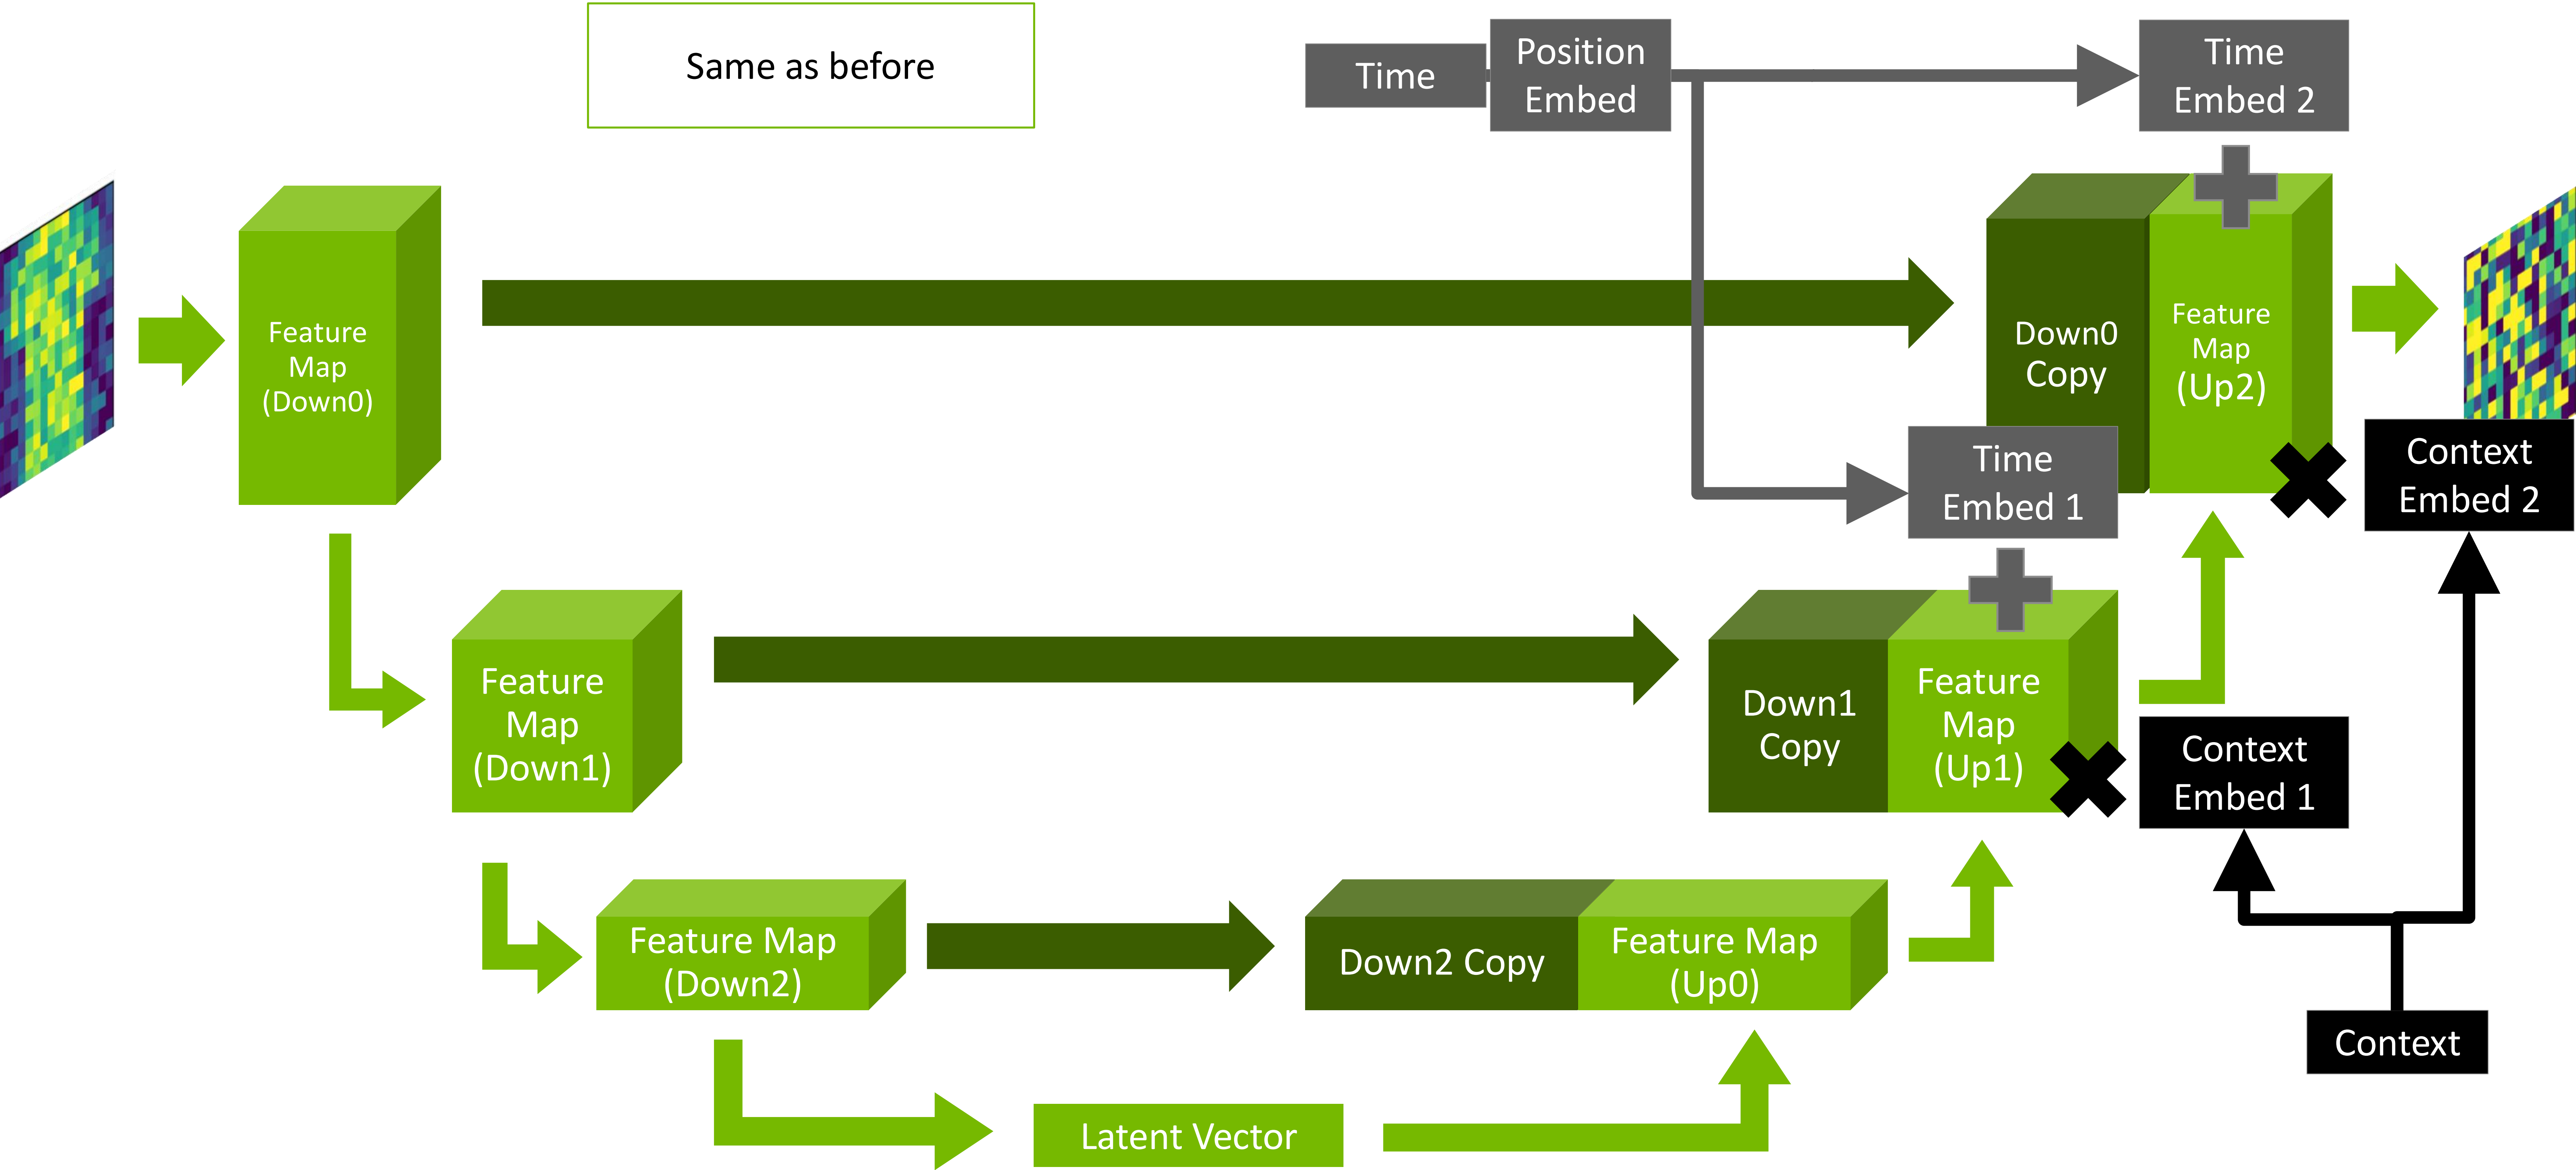 Same as before
Time
Position
Embed
Time
Embed 2
Feature
Map
(Down0)
Down0
Copy
Feature
Map
(Up2)
Context
Embed 2
Time
Embed 1
Feature
Map
(Down1)
Down1
Copy
Feature
Map
(Up1)
Context
Embed 1
Feature Map
(Down2)
Down2 Copy
Feature Map
(Up0)
Context
Latent Vector